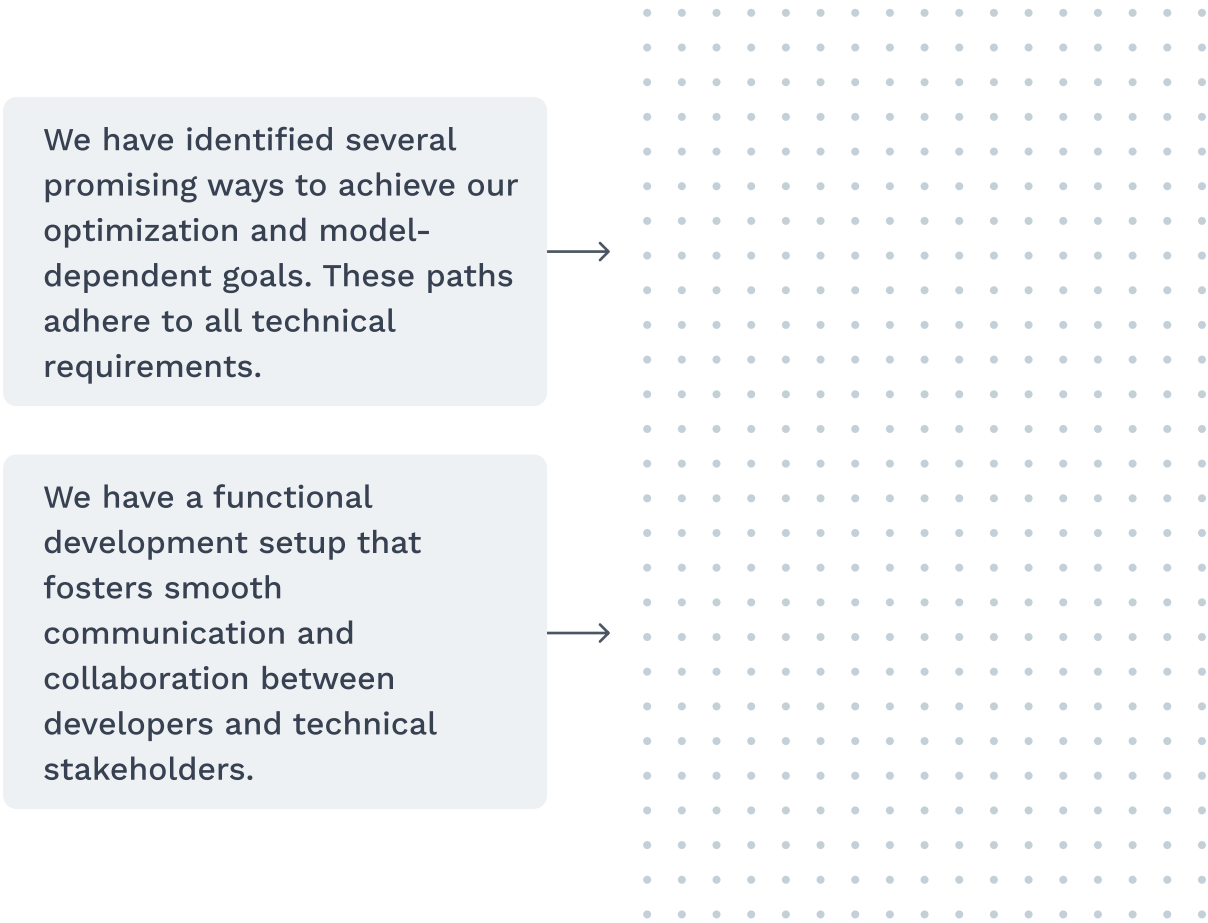 We have identified several
promising ways to achieve our
optimization and model-
dependent goals. These paths
adhere to all technical
requirements.
We have a functional
development setup that
fosters smooth
communication and
collaboration between
developers and technical
stakeholders.